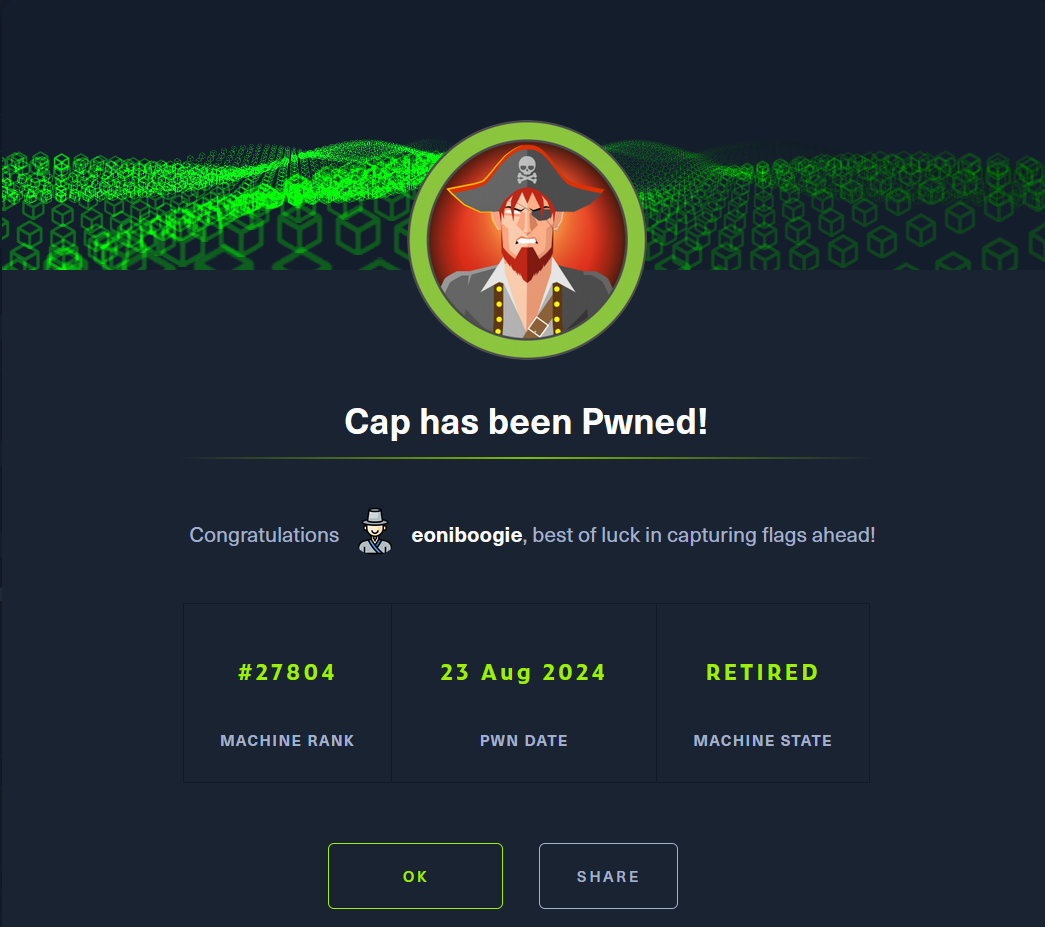 Cap has been Pwned!
Congratulations eoniboogie, best of luck in capturing flags ahead!
#27804 23 Aug 2024 RETIRED
MACHINE RANK PWN DATE MACHINE STATE
OK SHARE